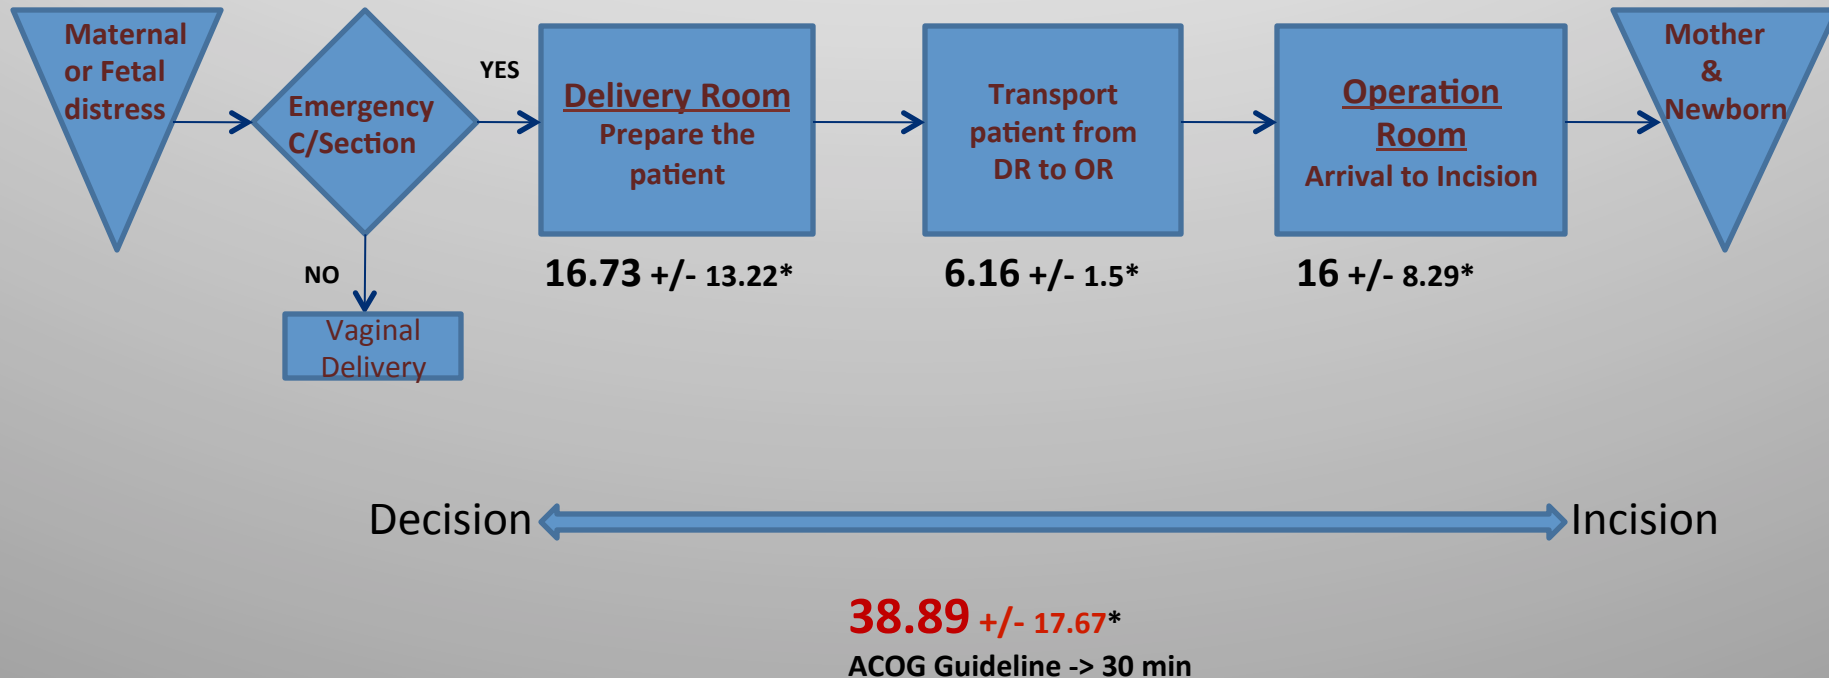 Maternal
or Fetal
distress
Emergency
C/Section
YES
NO
Vaginal
Delivery
Delivery Room
Prepare the
patient
16.73 +/- 13.22*
Transport
patient from
DR to OR
6.16 +/- 1.5*
Operation
Room
Arrival to Incision
16 +/- 8.29*
Mother
&
Newborn
Decision
Incision
38.89 +/- 17.67*
ACOG Guideline -> 30 min